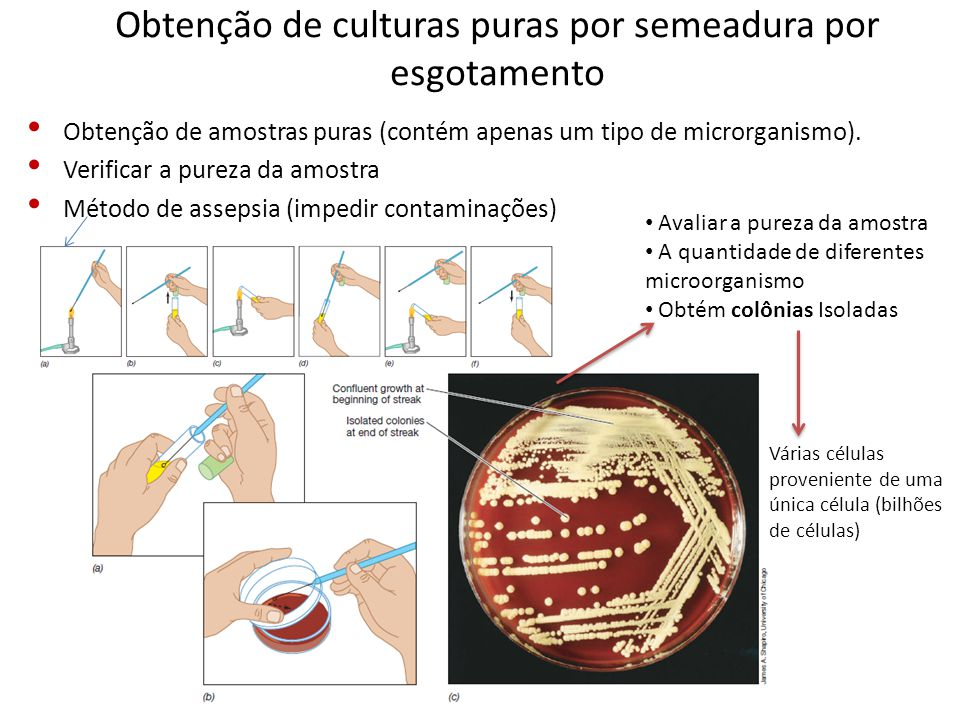 Obtenção de culturas puras por semeadura por
esgotamento
• Obtenção de amostras puras (contém apenas um tipo de microrganismo).
• Verificar a pureza da amostra
• Método de assepsia (impedir contaminações)
• Avaliar a pureza da amostra
• A quantidade de diferentes
microorganismo
• Obtém colônias Isoladas
(a)
(b)
(c)
(d)
(e)
(f)
Confluent growth at
beginning of streak
Isolated colonies
at end of streak
Várias células
proveniente de uma
única célula (bilhões
de células)
(a)
(b)
(c)
James A. Shapiro, University of Chicago